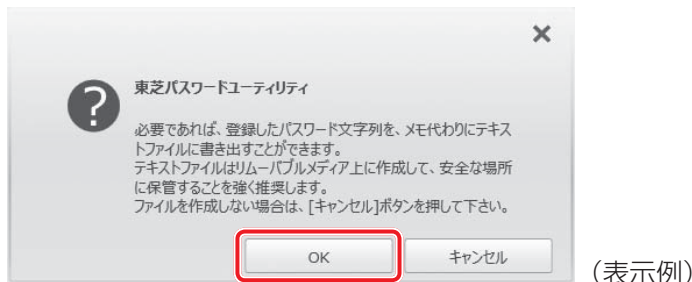 東芝パスワードユーティリティ
必要であれば、登録したパスワード文字列を、メモ代わりにテキス
トファイルに書き出すことができます。
テキストファイルはリムーバブルメディア上に作成して、安全な場所
に保管することを強く推奨します。
ファイルを作成しない場合は、[キャンセル]ボタンを押して下さい。
OK キャンセル
（表示例）